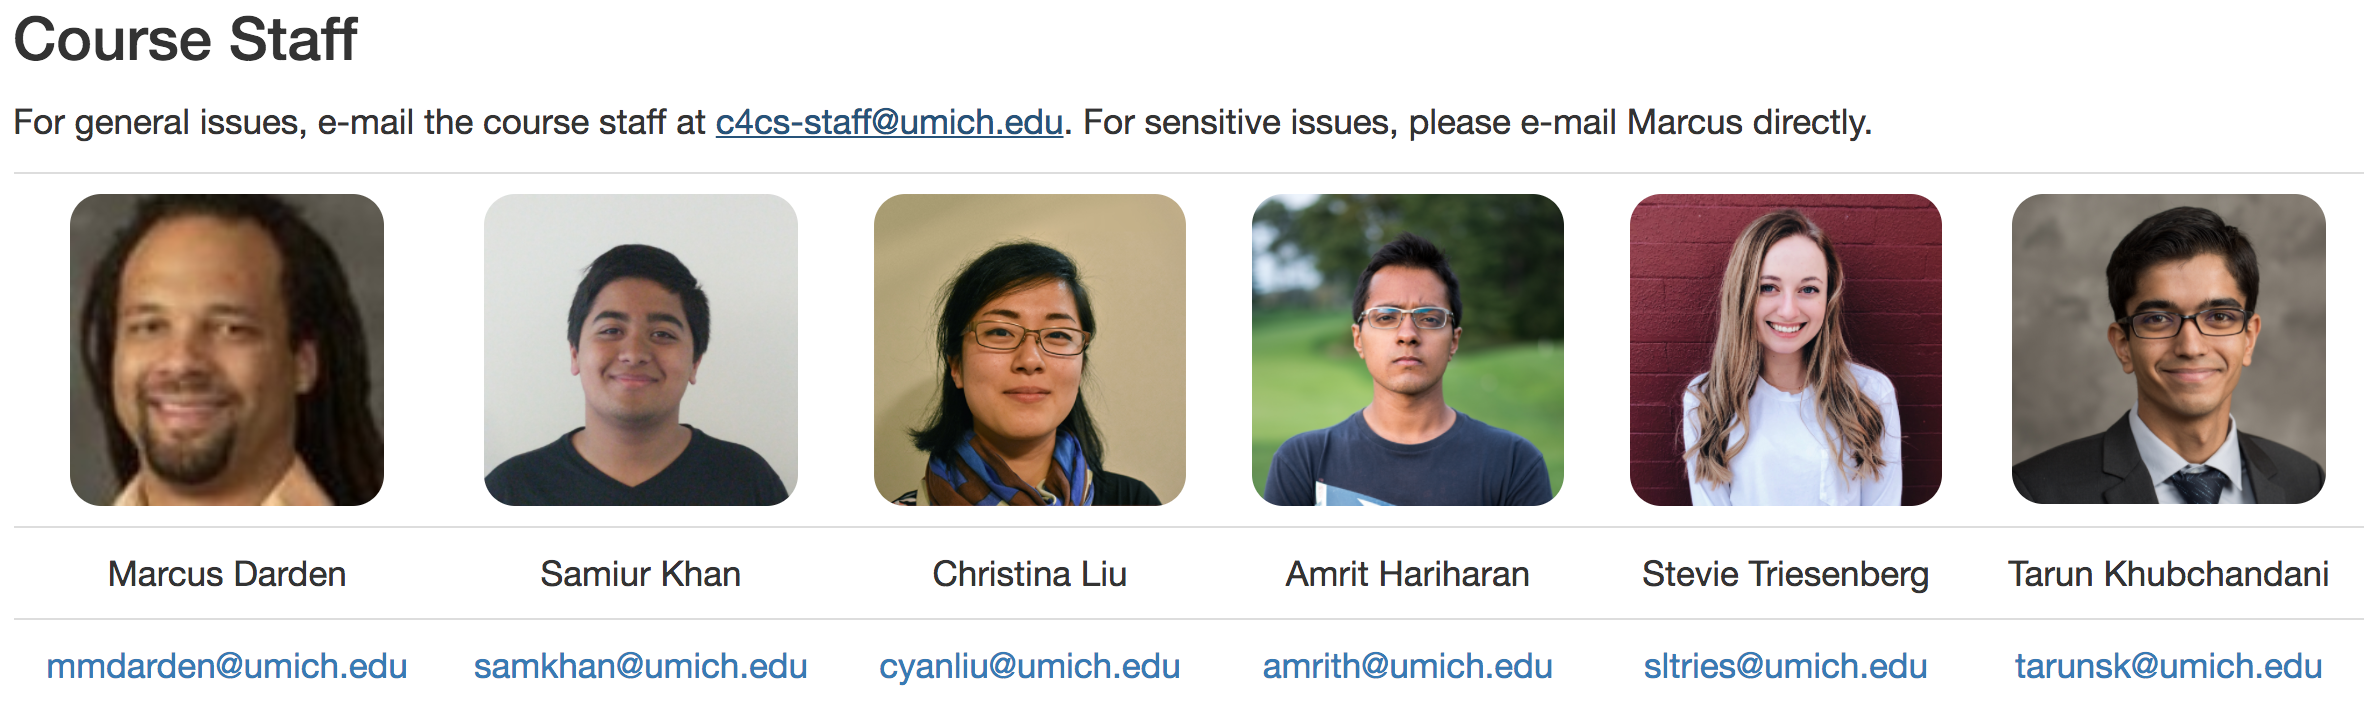 Course Staff
For general issues, e-mail the course staff at c4cs-staff@umich.edu. For sensitive issues, please e-mail Marcus directly.
Marcus Darden Samiur Khan Christina Liu Amrit Hariharan Stevie Triesenberg Tarun Khubchandani
mmdarden@umich.edu samkhan@umich.edu cyanliu@umich.edu amrith@umich.edu sltries@umich.edu tarunsk@umich.edu